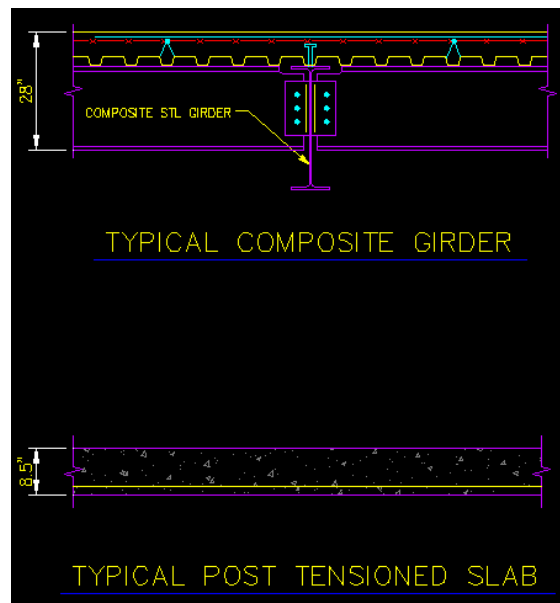 28"
COMPOSITE STL GIRDER
TYPICAL COMPOSITE GIRDER
8.5"
TYPICAL POST TENSIONED SLAB